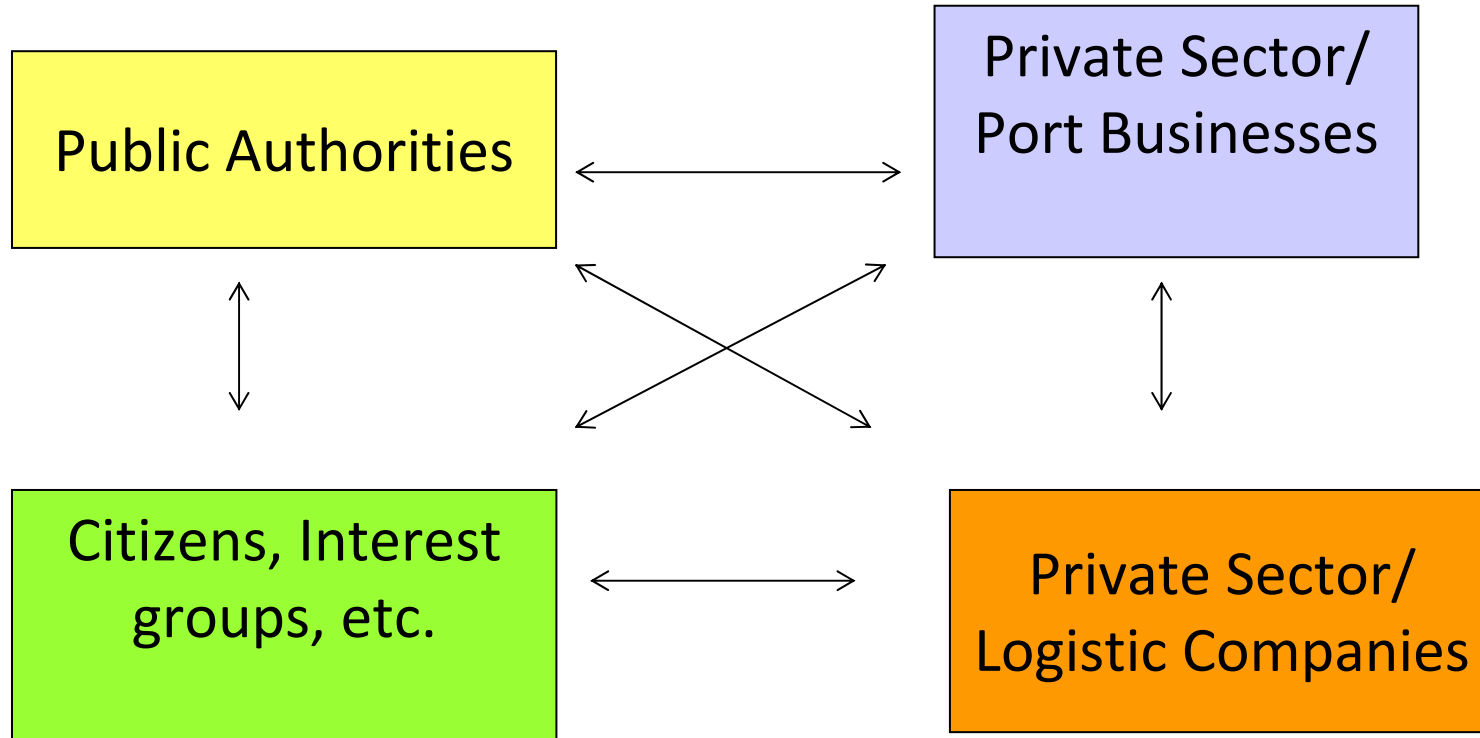 Public Authorities
Private Sector/
Port Businesses
Citizens, Interest
groups, etc.
Private Sector/
Logistic Companies